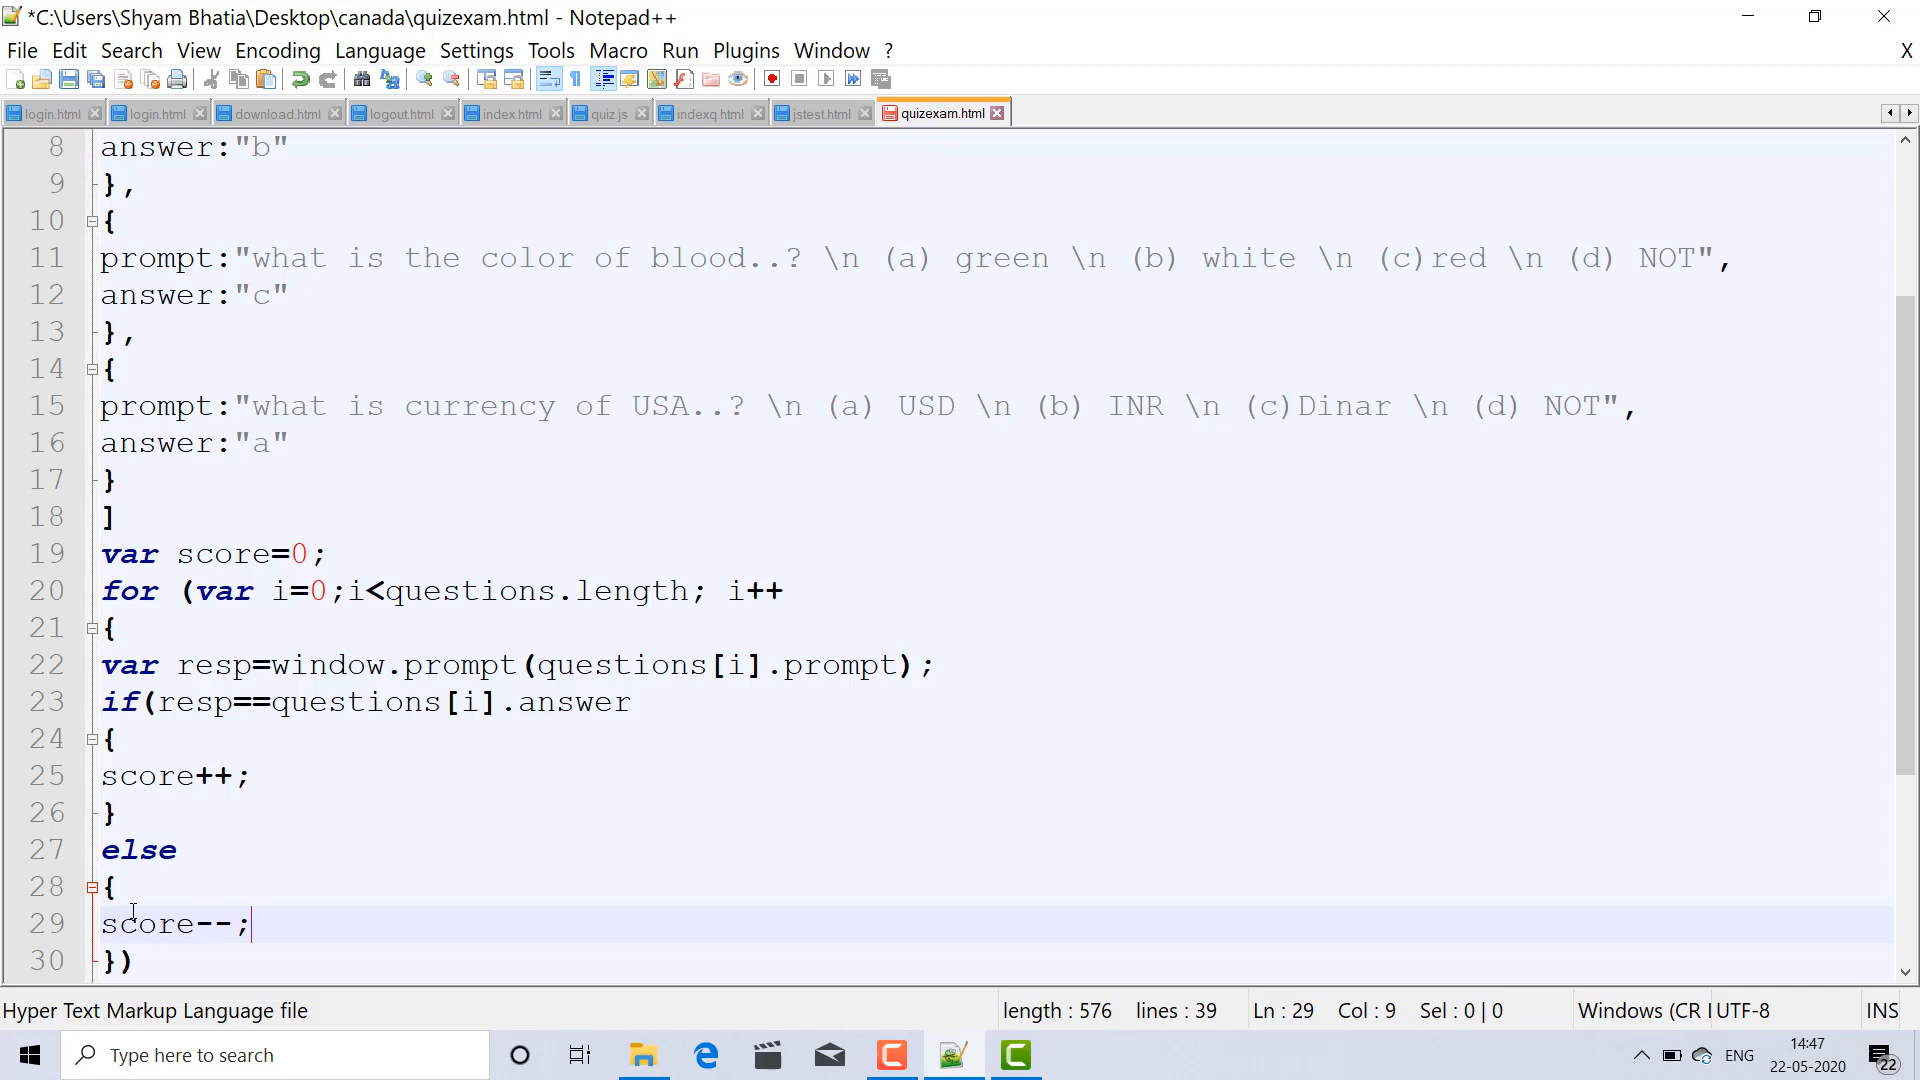 *C:\Users\Shyam Bhatia\Desktop\canada\quizexam.html - Notepad++
File Edit Search View Encoding Language Settings Tools Macro Run Plugins Window ? X
login.html login.html download.html logout.html index.html quiz.js indexq.html jstest.html quizexam.html
8 answer:"b"
9 },
10 {
11 prompt:"what is the color of blood..? \n (a) green \n (b) white \n (c)red \n (d) NOT",
12 answer:"c"
13 },
14 {
15 prompt:"what is currency of USA..? \n (a) USD \n (b) INR \n (c)Dinar \n (d) NOT",
16 answer:"a"
17 }
18 ]
19 var score=0;
20 for (var i=0;i<questions.length; i++
21 {
22 var resp=window.prompt(questions[i].prompt);
23 if(resp==questions[i].answer
24 {
25 score++;
26 }
27 else
28 {
29 score--;
30 })
Hyper Text Markup Language file length : 576 lines : 39 Ln : 29 Col : 9 Sel : 0 | 0 Windows (CR UTF-8 INS
Type here to search ENG 14:47
22-05-2020 22